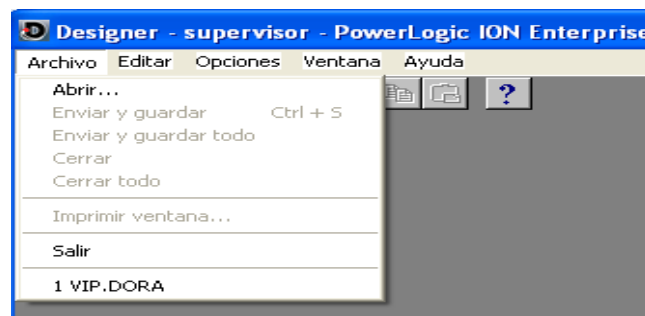 Designer - supervisor - PowerLogic ION Enterprise
Archivo Editar Opciones Ventana Ayuda
Abrir...
Enviar y guardar Ctrl + S
Enviar y guardar todo
Cerrar
Cerrar todo
Imprimir ventana...
Salir
1 VIP.DORA